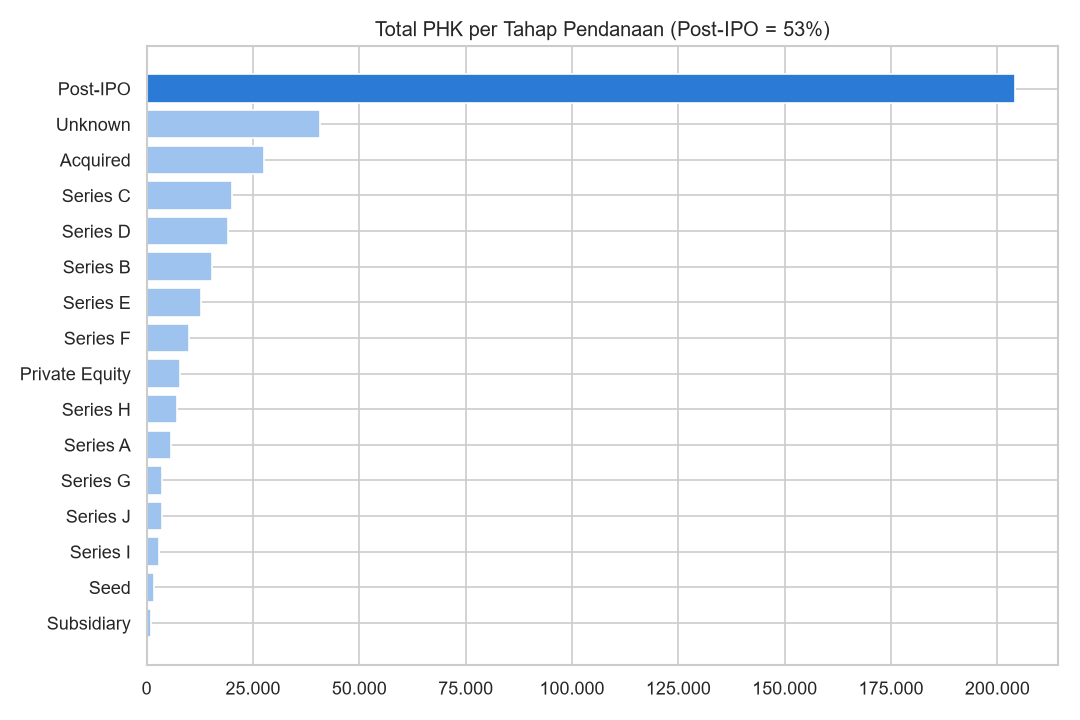 Total PHK per Tahap Pendanaan (Post-IPO = 53%)
Post-IPO
Unknown
Acquired
Series C
Series D
Series B
Series E
Series F
Private Equity
Series H
Series A
Series G
Series J
Series I
Seed
Subsidiary
0 25.000 50.000 75.000 100.000 125.000 150.000 175.000 200.000